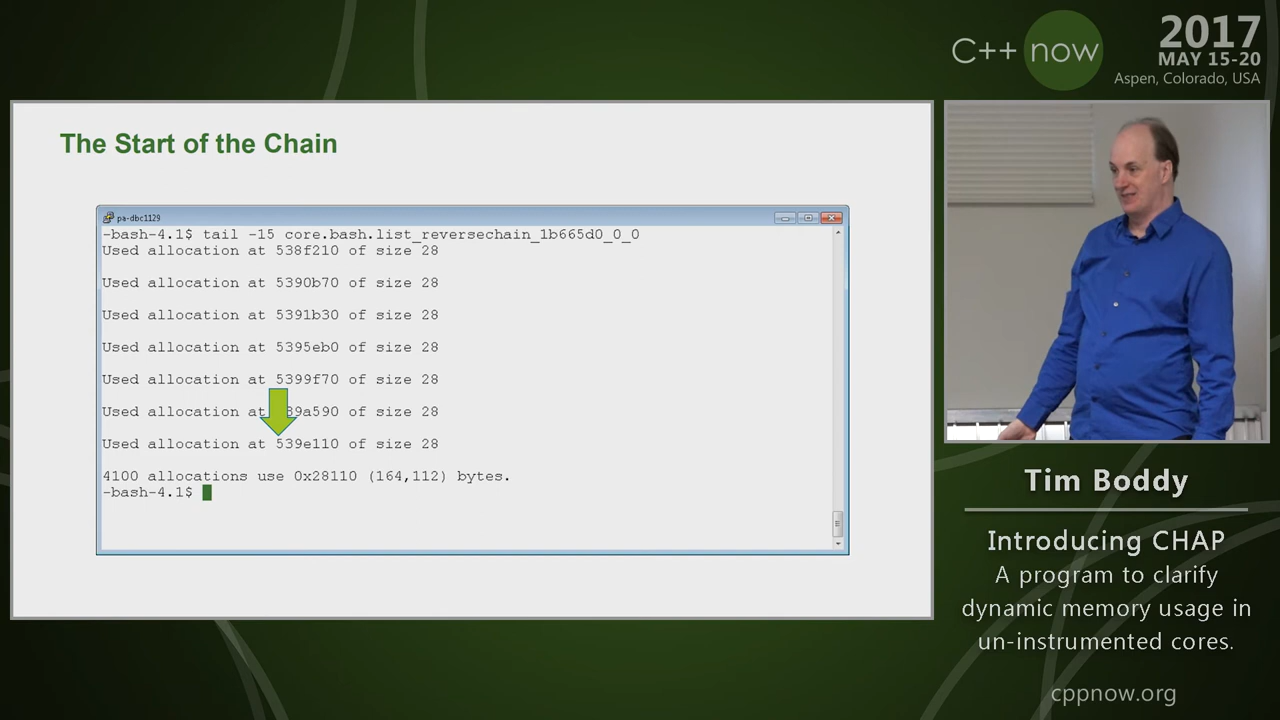 C++ now
2017
MAY 15-20
Aspen, Colorado, USA
The Start of the Chain
pa-dbc1129
-bash-4.1$ tail -15 core.bash.list_reversechain_1b665d0_0_0
Used allocation at 538f210 of size 28
Used allocation at 5390b70 of size 28
Used allocation at 5391b30 of size 28
Used allocation at 5395eb0 of size 28
Used allocation at 5399f70 of size 28
Used allocation at 39a590 of size 28
Used allocation at 539e110 of size 28
4100 allocations use 0x28110 (164,112) bytes.
-bash-4.1$
Tim Boddy
Introducing CHAP
A program to clarify
dynamic memory usage in
un-instrumented cores.
cppnow.org